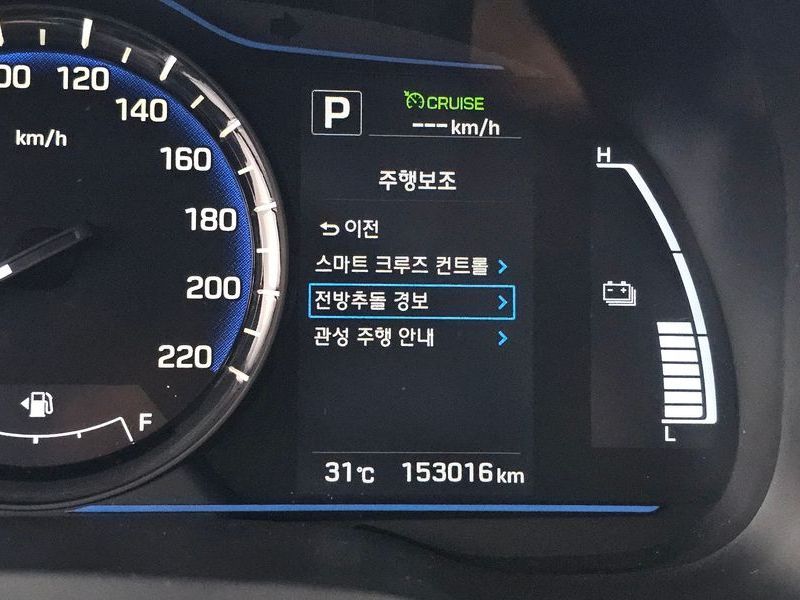 00
120
140
km/h
160
180
200
220
F
P
CRUISE
--- km/h
주행보조
이전
스마트 크루즈 컨트롤
전방추돌 경보
관성 주행 안내
31℃ 153016 km
H
L